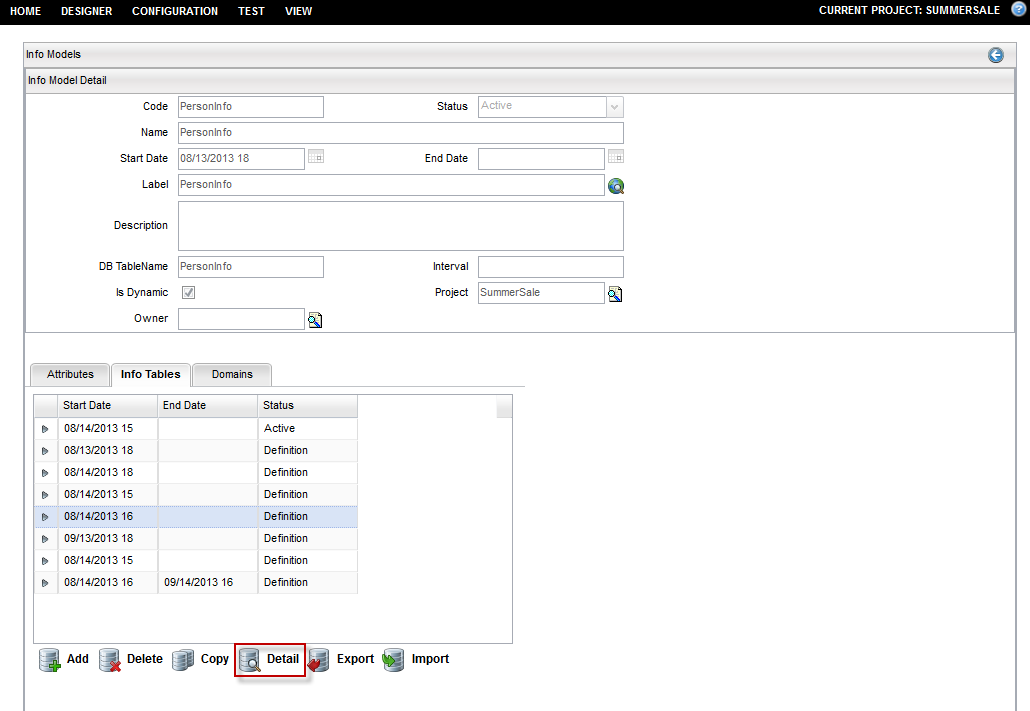 HOME DESIGNER CONFIGURATION TEST VIEW CURRENT PROJECT: SUMMERSALE
Info Models
Info Model Detail
Code PersonInfo Status Active
Name PersonInfo
Start Date 08/13/2013 18 End Date
Label PersonInfo
Description
DB TableName PersonInfo Interval
Is Dynamic Project SummerSale
Owner
Attributes Info Tables Domains
Start Date End Date Status
08/14/2013 15 Active
08/13/2013 18 Definition
08/14/2013 18 Definition
08/14/2013 15 Definition
08/14/2013 16 Definition
09/13/2013 18 Definition
08/14/2013 15 Definition
08/14/2013 16 09/14/2013 16 Definition
Add Delete Copy Detail Export Import